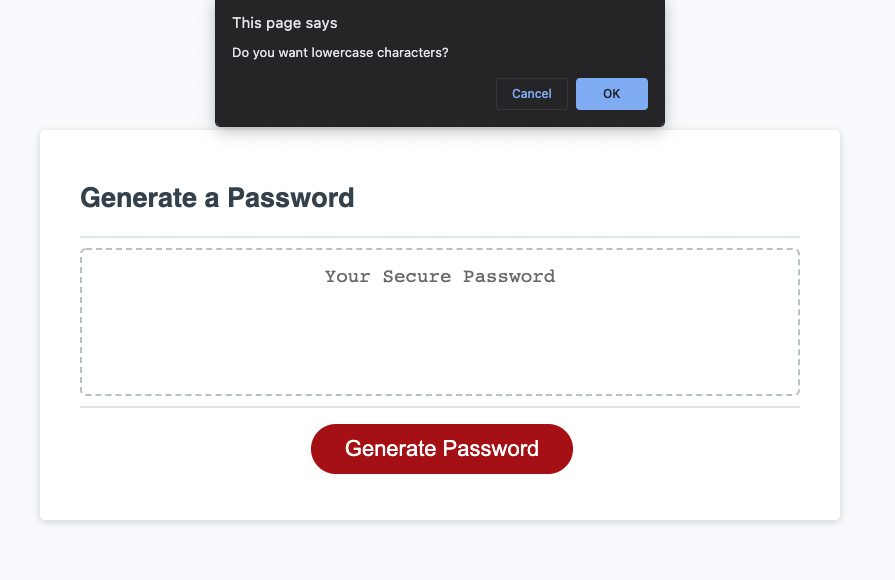 This page says
Do you want lowercase characters?
Cancel
OK
Generate a Password
Your Secure Password
Generate Password